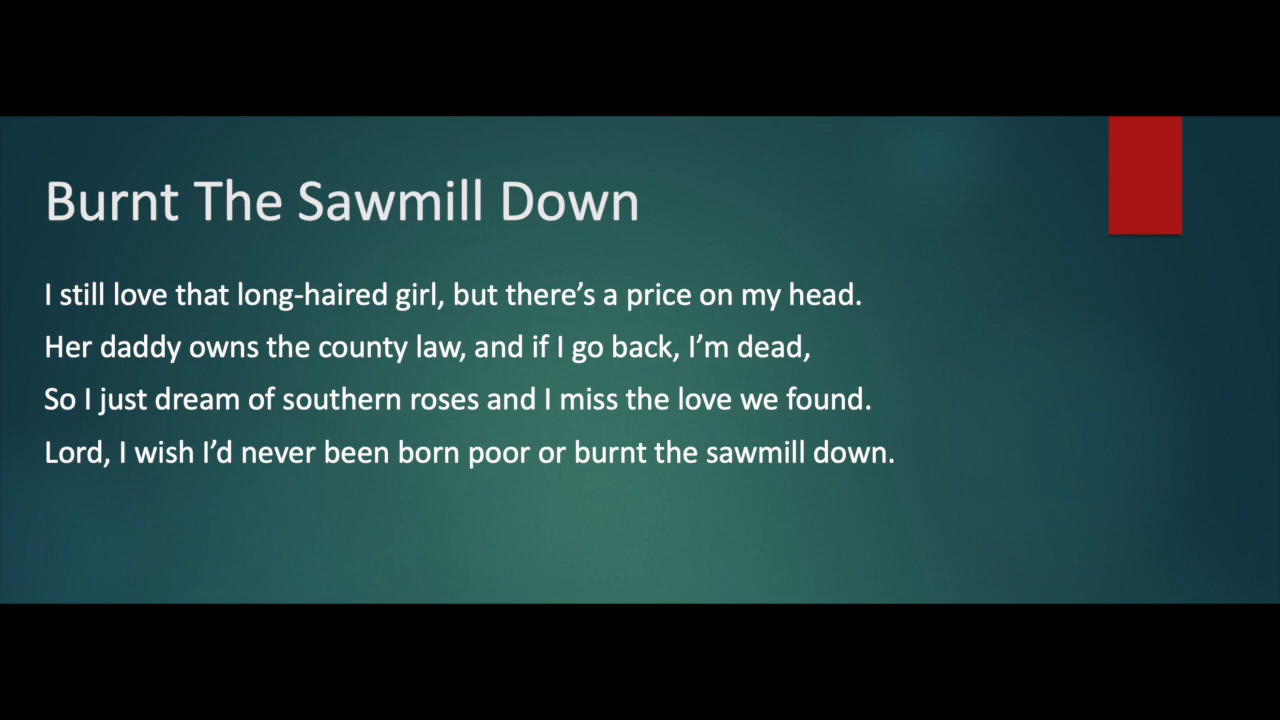 Burnt The Sawmill Down
I still love that long-haired girl, but there’s a price on my head.
Her daddy owns the county law, and if I go back, I’m dead,
So I just dream of southern roses and I miss the love we found.
Lord, I wish I’d never been born poor or burnt the sawmill down.